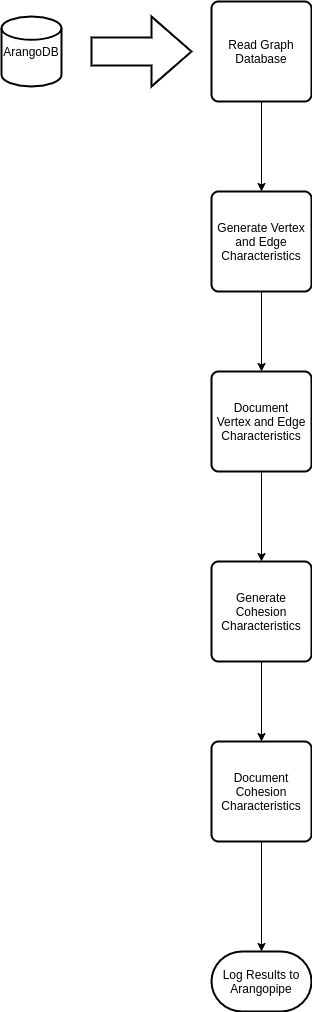 ArangoDB
Read Graph
Database
Generate Vertex
and Edge
Characteristics
Document
Vertex and Edge
Characteristics
Generate
Cohesion
Characteristics
Document
Cohesion
Characteristics
Log Results to
Arangopipe